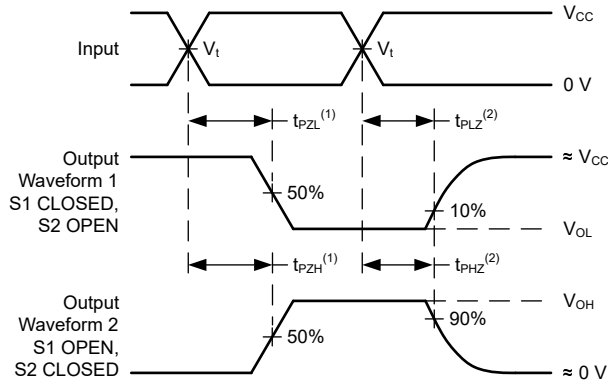 V_CC
Input
V_t
V_t
0 V
t_PZL^(1)
t_PLZ^(2)
Output
Waveform 1
S1 CLOSED,
S2 OPEN
≈ V_CC
50%
10%
V_OL
t_PZH^(1)
t_PHZ^(2)
Output
Waveform 2
S1 OPEN,
S2 CLOSED
V_OH
90%
50%
≈ 0 V